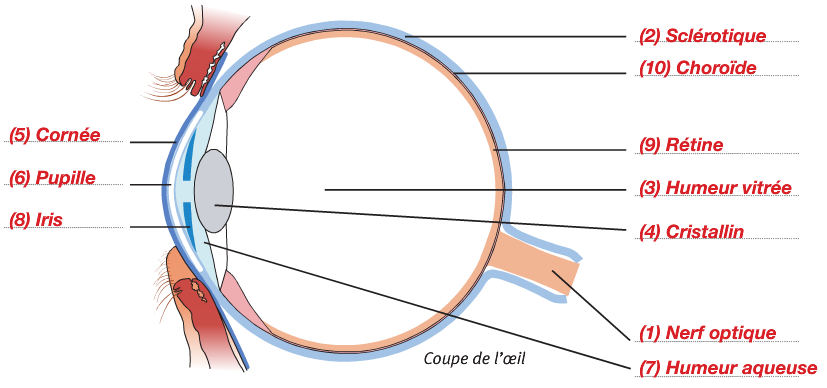 (2) Sclérotique
(10) Choroïde
(5) Cornée
(9) Rétine
(6) Pupille
(3) Humeur vitrée
(8) Iris
(4) Cristallin
(1) Nerf optique
Coupe de l'œil
(7) Humeur aqueuse